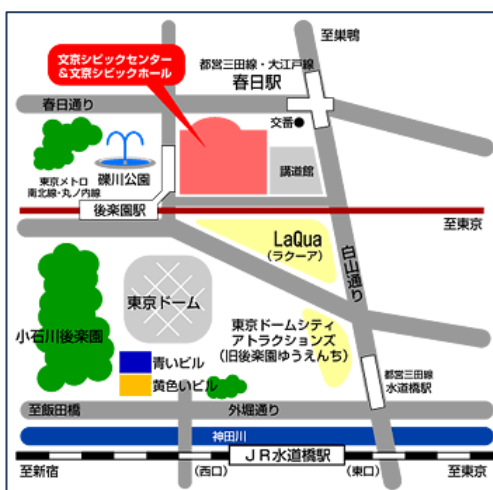 至巣鴨
文京シビックセンター
&文京シビックホール
都営三田線・大江戸線
春日駅
春日通り
交番●
礫川公園
講道館
東京メトロ
南北線・丸ノ内線
後楽園駅
至東京
LaQua
(ラクーア)
白山通り
東京ドーム
小石川後楽園
東京ドームシティ
アトラクションズ
(旧後楽園ゆうえんち)
青いビル
黄色いビル
都営三田線
水道橋駅
至飯田橋
外堀通り
神田川
JR水道橋駅
至新宿
(西口)
(東口)
至東京